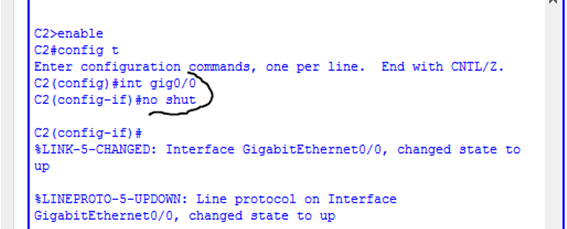 C2>enable
C2#config t
Enter configuration commands, one per line.  End with CNTL/Z.
C2(config)#int gig0/0
C2(config-if)#no shut
C2(config-if)#
%LINK-5-CHANGED: Interface GigabitEthernet0/0, changed state to
up
%LINEPROTO-5-UPDOWN: Line protocol on Interface
GigabitEthernet0/0, changed state to up